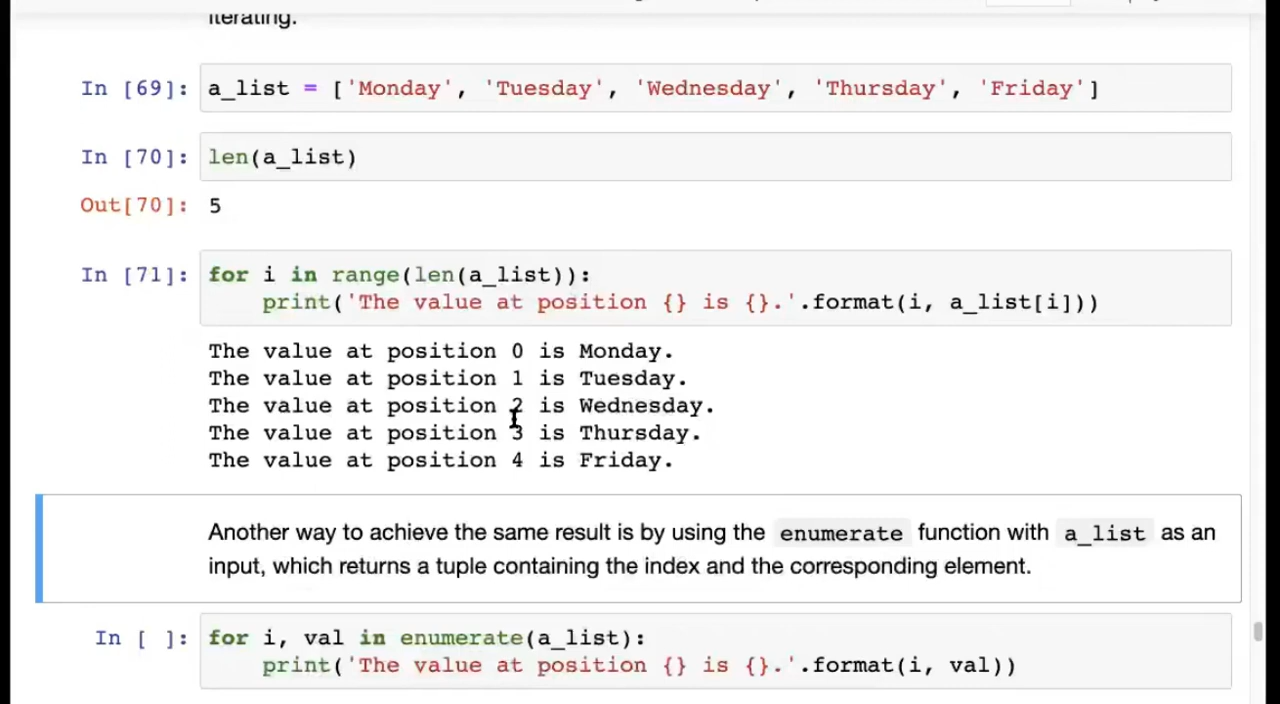 iterating.
In [69]: a_list = ['Monday', 'Tuesday', 'Wednesday', 'Thursday', 'Friday']
In [70]: len(a_list)
Out[70]: 5
In [71]: for i in range(len(a_list)):
    print('The value at position {} is {}.'.format(i, a_list[i]))
The value at position 0 is Monday.
The value at position 1 is Tuesday.
The value at position 2 is Wednesday.
The value at position 3 is Thursday.
The value at position 4 is Friday.
Another way to achieve the same result is by using the enumerate function with a_list as an
input, which returns a tuple containing the index and the corresponding element.
In [ ]: for i, val in enumerate(a_list):
    print('The value at position {} is {}.'.format(i, val))